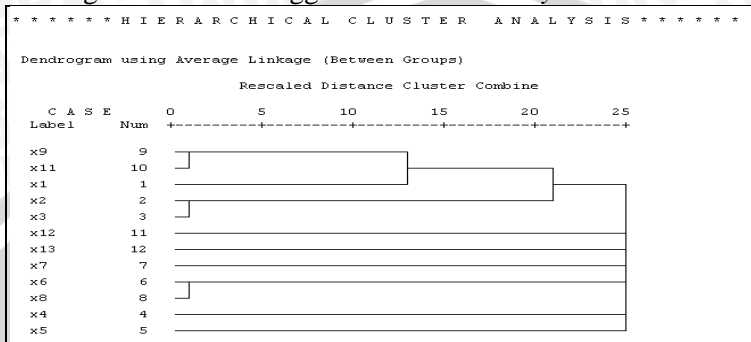 * * * * * * H I E R A R C H I C A L   C L U S T E R   A N A L Y S I S * * * * * *
Dendrogram using Average Linkage (Between Groups)
Rescaled Distance Cluster Combine
C A S E 0 5 10 15 20 25
Label Num +---------+---------+---------+---------+---------+
x9 9
x11 10
x1 1
x2 2
x3 3
x12 11
x13 12
x7 7
x6 6
x8 8
x4 4
x5 5